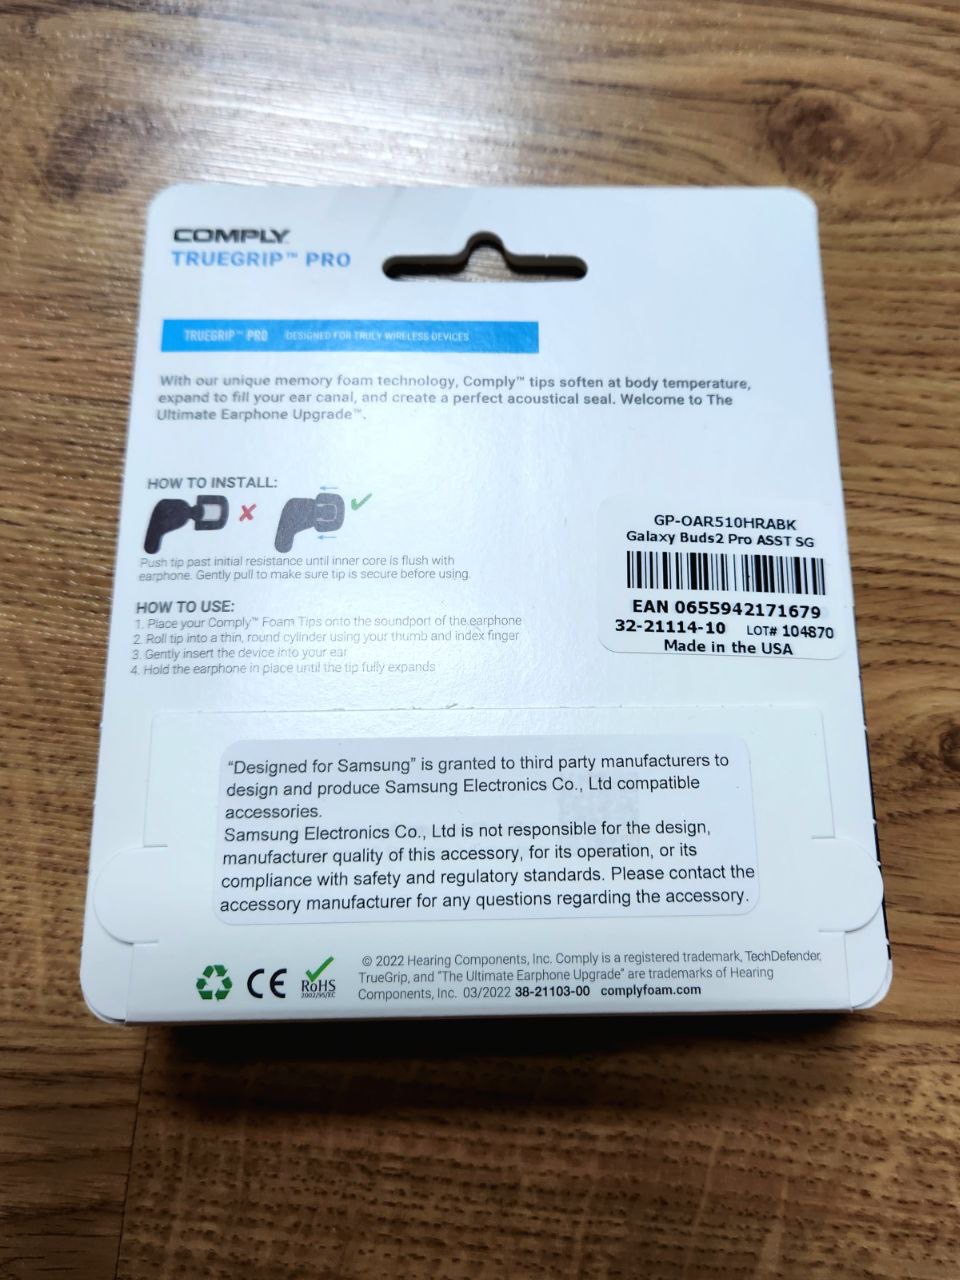 COMPLY
TRUEGRIP™ PRO
TRUEGRIP™ PRO DESIGNED FOR TRULY WIRELESS DEVICES
With our unique memory foam technology, Comply™ tips soften at body temperature,
expand to fill your ear canal, and create a perfect acoustical seal. Welcome to The
Ultimate Earphone Upgrade™.
HOW TO INSTALL:
Push tip past initial resistance until inner core is flush with
earphone. Gently pull to make sure tip is secure before using.
HOW TO USE:
1. Place your Comply™ Foam Tips onto the soundport of the earphone
2. Roll tip into a thin, round cylinder using your thumb and index finger
3. Gently insert the device into your ear
4. Hold the earphone in place until the tip fully expands
GP-OAR510HRABK
Galaxy Buds2 Pro ASST SG
EAN 0655942171679
32-21114-10 LOT# 104870
Made in the USA
“Designed for Samsung” is granted to third party manufacturers to
design and produce Samsung Electronics Co., Ltd compatible
accessories.
Samsung Electronics Co., Ltd is not responsible for the design,
manufacturer quality of this accessory, for its operation, or its
compliance with safety and regulatory standards. Please contact the
accessory manufacturer for any questions regarding the accessory.
CE
RoHS
2002/95/EC
© 2022 Hearing Components, Inc. Comply is a registered trademark, TechDefender,
TrueGrip, and “The Ultimate Earphone Upgrade” are trademarks of Hearing
Components, Inc. 03/2022 38-21103-00 complyfoam.com